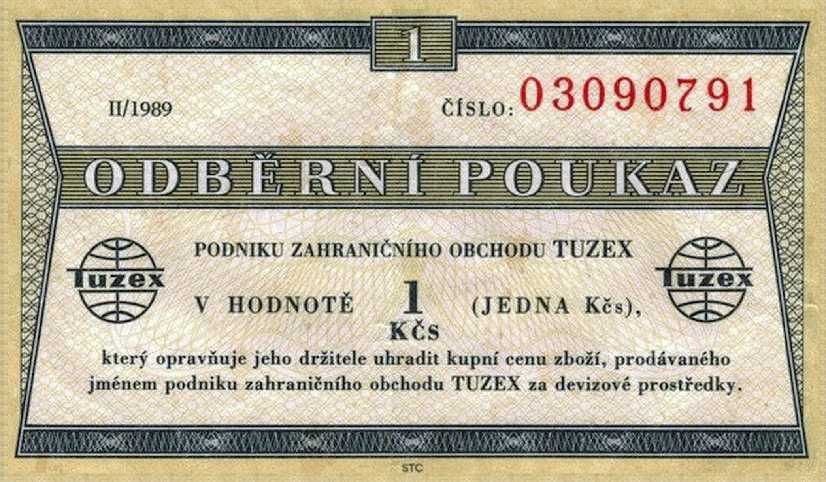 1
II/1989
ČÍSLO: 03090791
ODBĚRNÍ POUKAZ
PODNIKU ZAHRANIČNÍHO OBCHODU TUZEX
Tuzex
Tuzex
V HODNOTĚ 1 (JEDNA Kčs),
KČS
který opravňuje jeho držitele uhradit kupní cenu zboží, prodávaného
jménem podniku zahraničního obchodu TUZEX za devizové prostředky.
STC